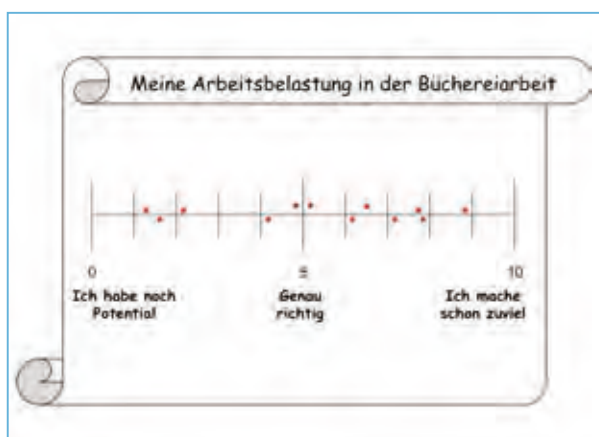 Meine Arbeitsbelastung in der Büchereiarbeit
0 5 10
Ich habe noch Genau Ich mache
Potential richtig schon zuviel